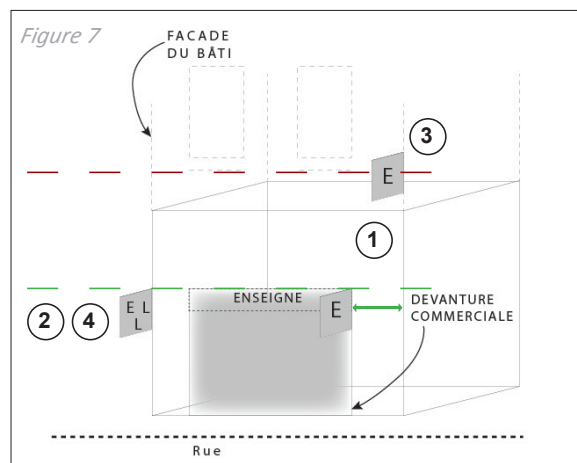 Figure 7
FACADE
DU BÂTI
3
E
1
2
4
E L
L
ENSEIGNE
E
DEVANTURE
COMMERCIALE
Rue